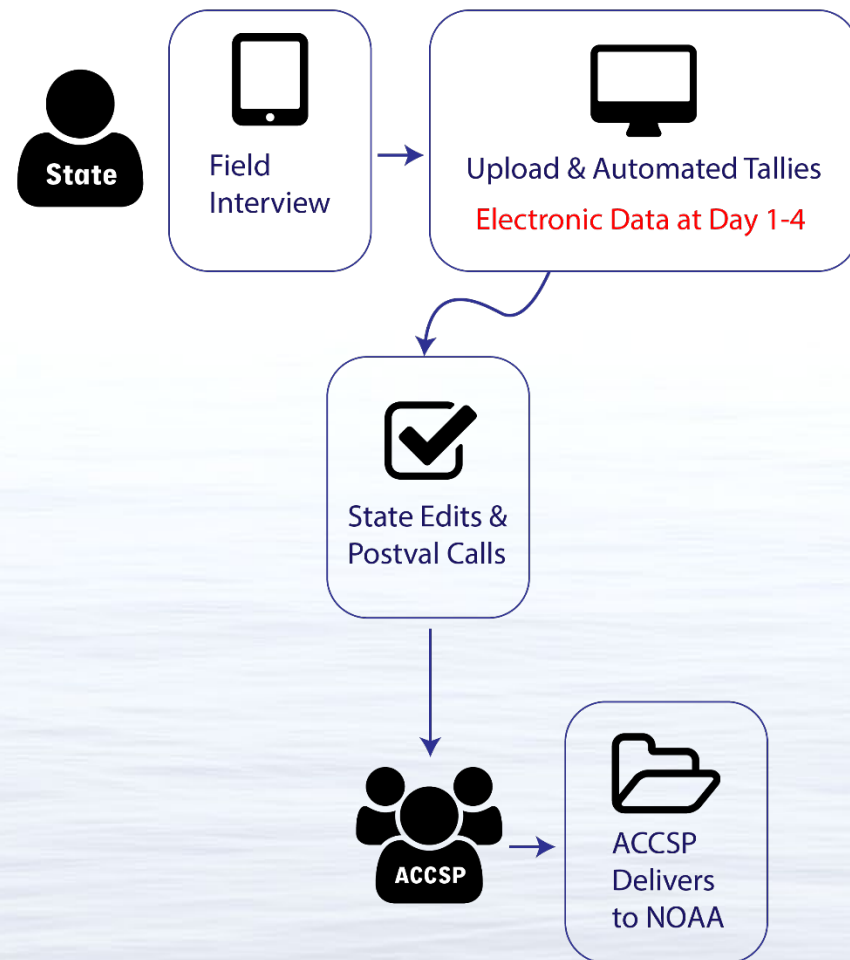 State
Field
Interview
Upload & Automated Tallies
Electronic Data at Day 1-4
State Edits &
Postval Calls
ACCSP
ACCSP
Delivers
to NOAA